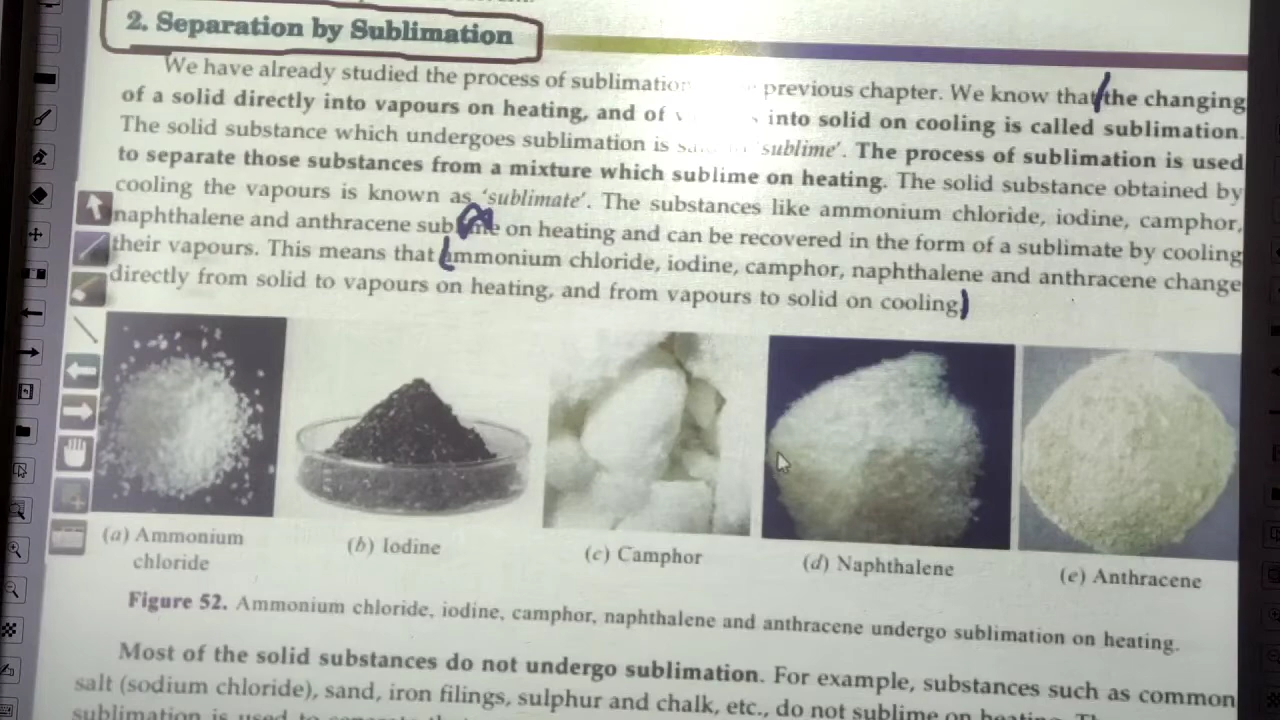 2. Separation by Sublimation
We have already studied the process of sublimation previous chapter. We know that the changing
of a solid directly into vapours on heating, and of into solid on cooling is called sublimation.
The solid substance which undergoes sublimation is 'sublime'. The process of sublimation is used
to separate those substances from a mixture which sublime on heating. The solid substance obtained by
cooling the vapours is known as 'sublimate'. The substances like ammonium chloride, iodine, camphor,
naphthalene and anthracene sublime on heating and can be recovered in the form of a sublimate by cooling
their vapours. This means that ammonium chloride, iodine, camphor, naphthalene and anthracene change
directly from solid to vapours on heating, and from vapours to solid on cooling
(a) Ammonium
chloride
(b) Iodine
(c) Camphor
(d) Naphthalene
(e) Anthracene
Figure 52. Ammonium chloride, iodine, camphor, naphthalene and anthracene undergo sublimation on heating.
Most of the solid substances do not undergo sublimation. For example, substances such as common
salt (sodium chloride), sand, iron filings, sulphur and chalk, etc., do not sublime on heating.
sublimation is used to